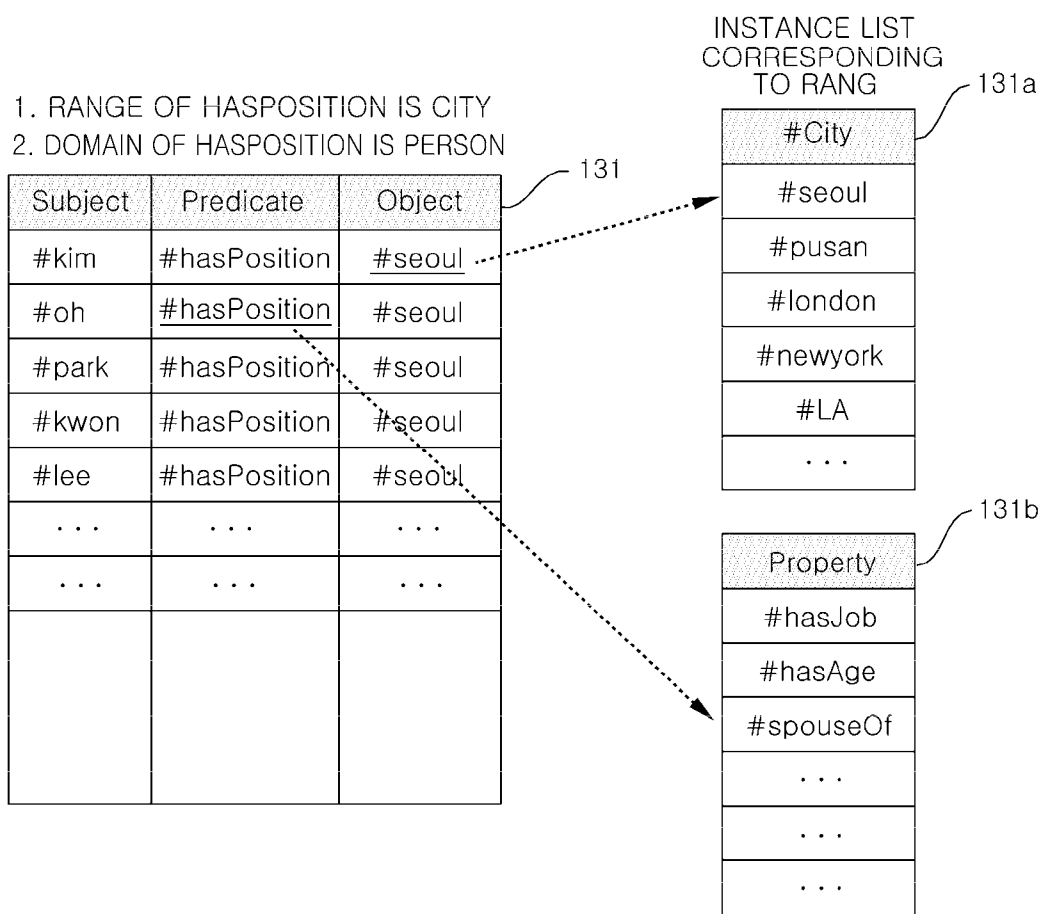 INSTANCE LIST
CORRESPONDING
TO RANG
131a
1. RANGE OF HASPOSITION IS CITY
2. DOMAIN OF HASPOSITION IS PERSON
131
Subject Predicate Object
#kim #hasPosition #seoul
#oh #hasPosition #seoul
#park #hasPosition #seoul
#kwon #hasPosition #seoul
#lee #hasPosition #seoul
... ... ...
... ... ...
#City
#seoul
#pusan
#london
#newyork
#LA
...
131b
Property
#hasJob
#hasAge
#spouseOf
...
...
...